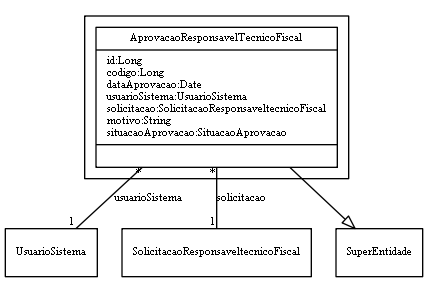 AprovacaoResponsavelTecnicoFiscal
id:Long
codigo:Long
dataAprovacao:Date
usuarioSistema:UsuarioSistema
solicitacao:SolicitacaoResponsaveltecnicoFiscal
motivo:String
situacaoAprovacao:SituacaoAprovacao
* *
usuarioSistema solicitacao
1 1
UsuarioSistema SolicitacaoResponsaveltecnicoFiscal SuperEntidade